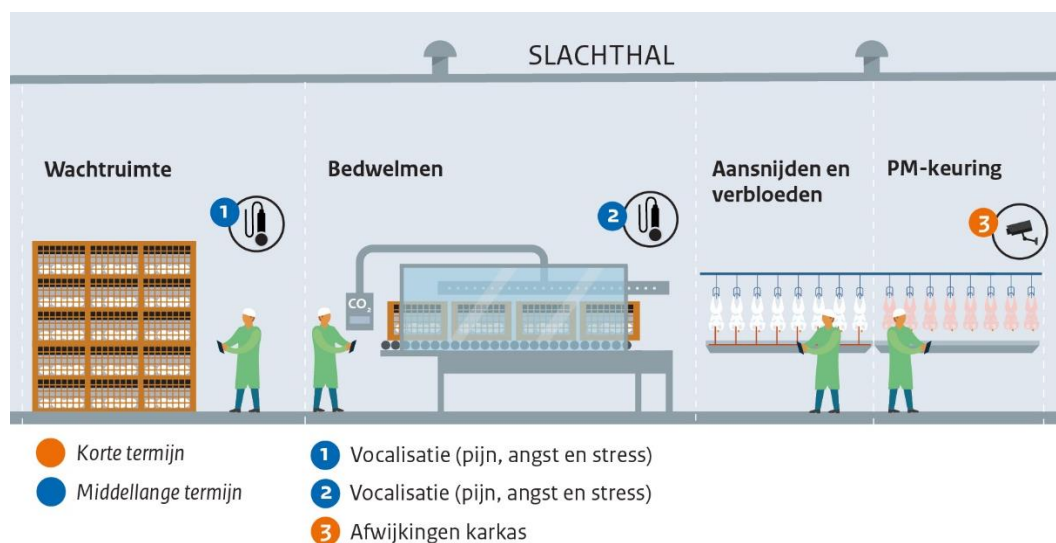 SLACHTHAL
Wachtruimte
Bedwelmen
Aansnijden en
verbloeden
PM-keuring
1
2
3
CO2
Korte termijn
Middellange termijn
1 Vocalisatie (pijn, angst en stress)
2 Vocalisatie (pijn, angst en stress)
3 Afwijkingen karkas